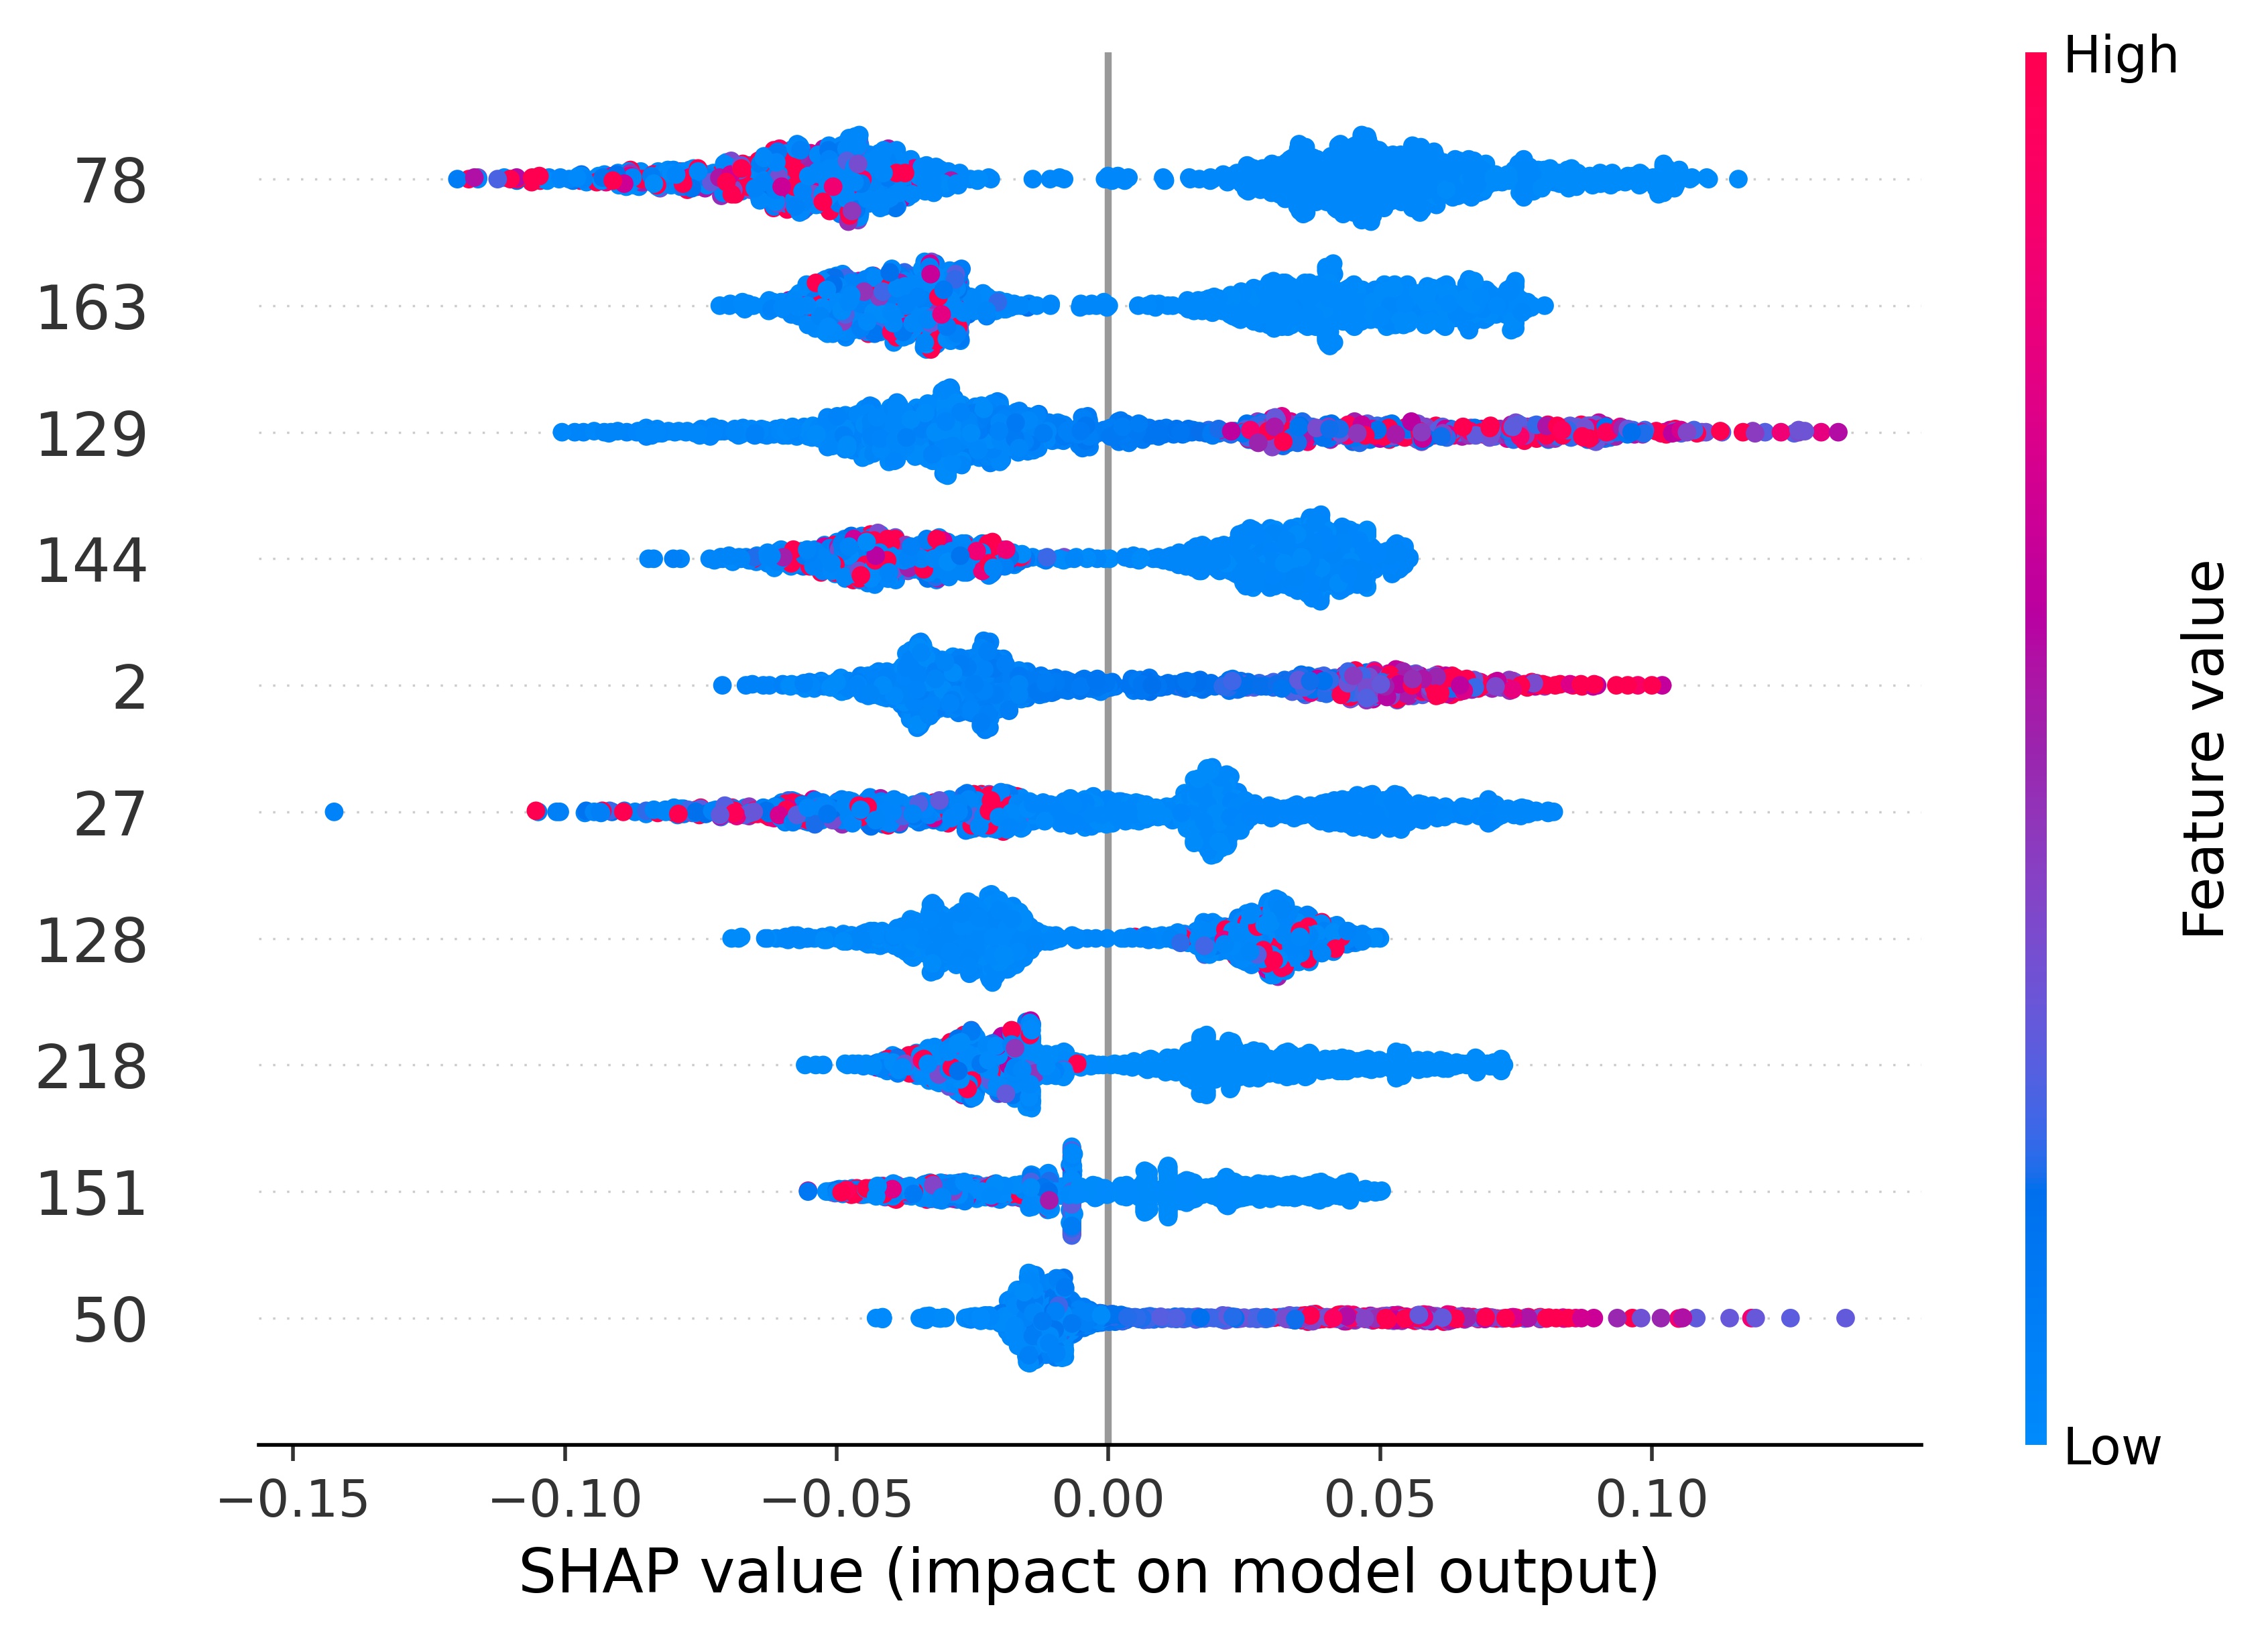 High
78
163
129
144
2
27
128
218
151
50
Feature value
Low
−0.15 −0.10 −0.05 0.00 0.05 0.10
SHAP value (impact on model output)